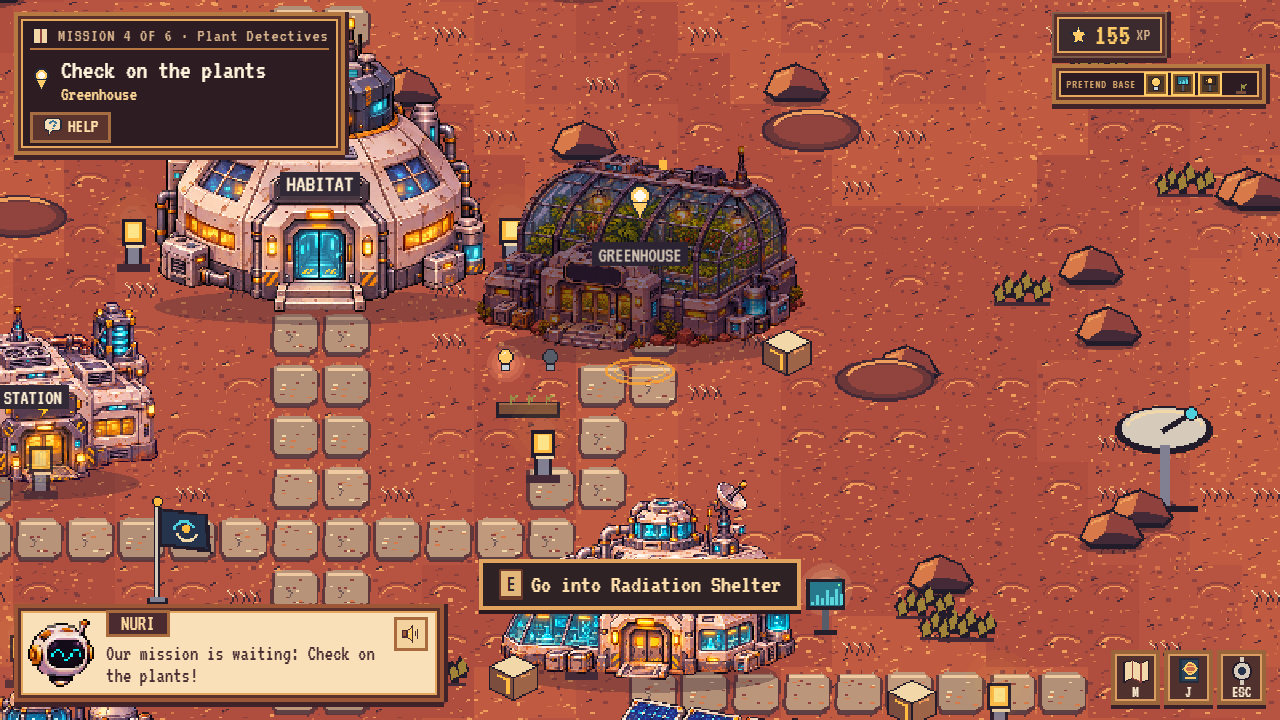 MISSION 4 OF 6 · Plant Detectives
Check on the plants
Greenhouse
HELP
155 XP
PRETEND BASE
HABITAT
GREENHOUSE
STATION
E Go into Radiation Shelter
NURI
Our mission is waiting: Check on
the plants!
M
J
ESC